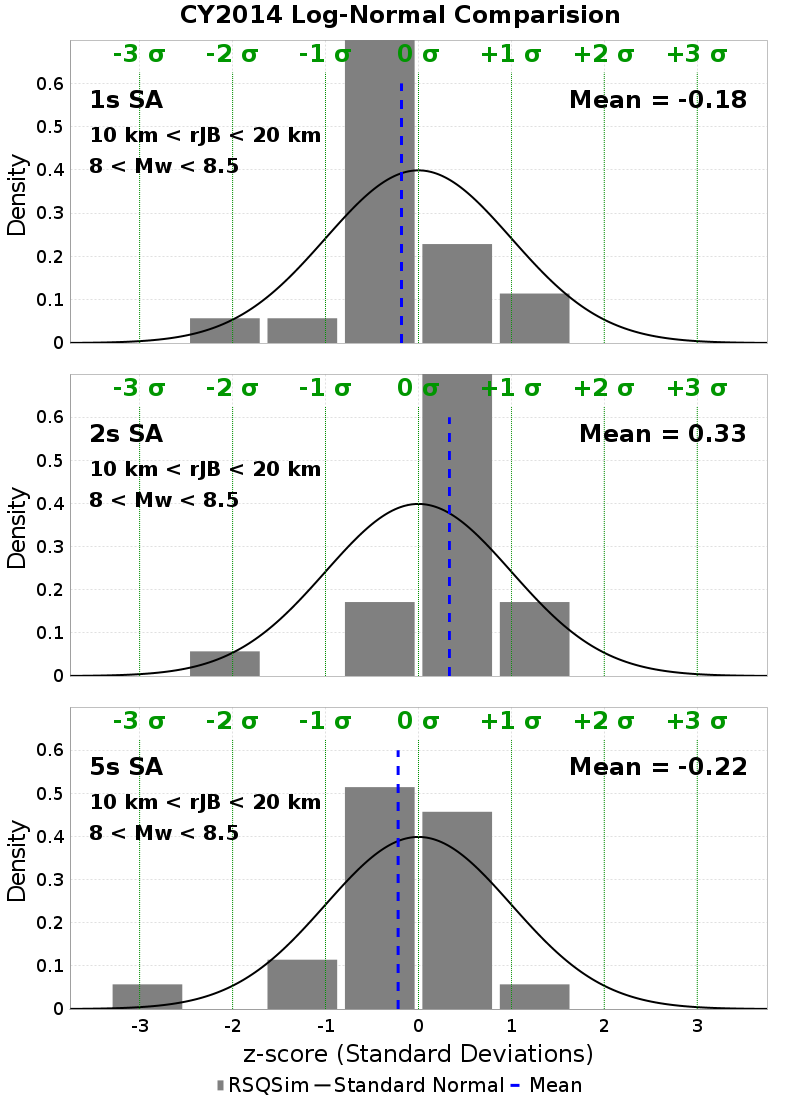 CY2014 Log-Normal Comparision
-3 σ -2 σ -1 σ 0 σ +1 σ +2 σ +3 σ
1s SA Mean = -0.18
10 km < rJB < 20 km
8 < Mw < 8.5
Density
0.6
0.5
0.4
0.3
0.2
0.1
0
-3 σ -2 σ -1 σ 0 σ +1 σ +2 σ +3 σ
2s SA Mean = 0.33
10 km < rJB < 20 km
8 < Mw < 8.5
Density
0.6
0.5
0.4
0.3
0.2
0.1
0
-3 σ -2 σ -1 σ 0 σ +1 σ +2 σ +3 σ
5s SA Mean = -0.22
10 km < rJB < 20 km
8 < Mw < 8.5
Density
0.6
0.5
0.4
0.3
0.2
0.1
0
-3 -2 -1 0 1 2 3
z-score (Standard Deviations)
RSQSim Standard Normal Mean